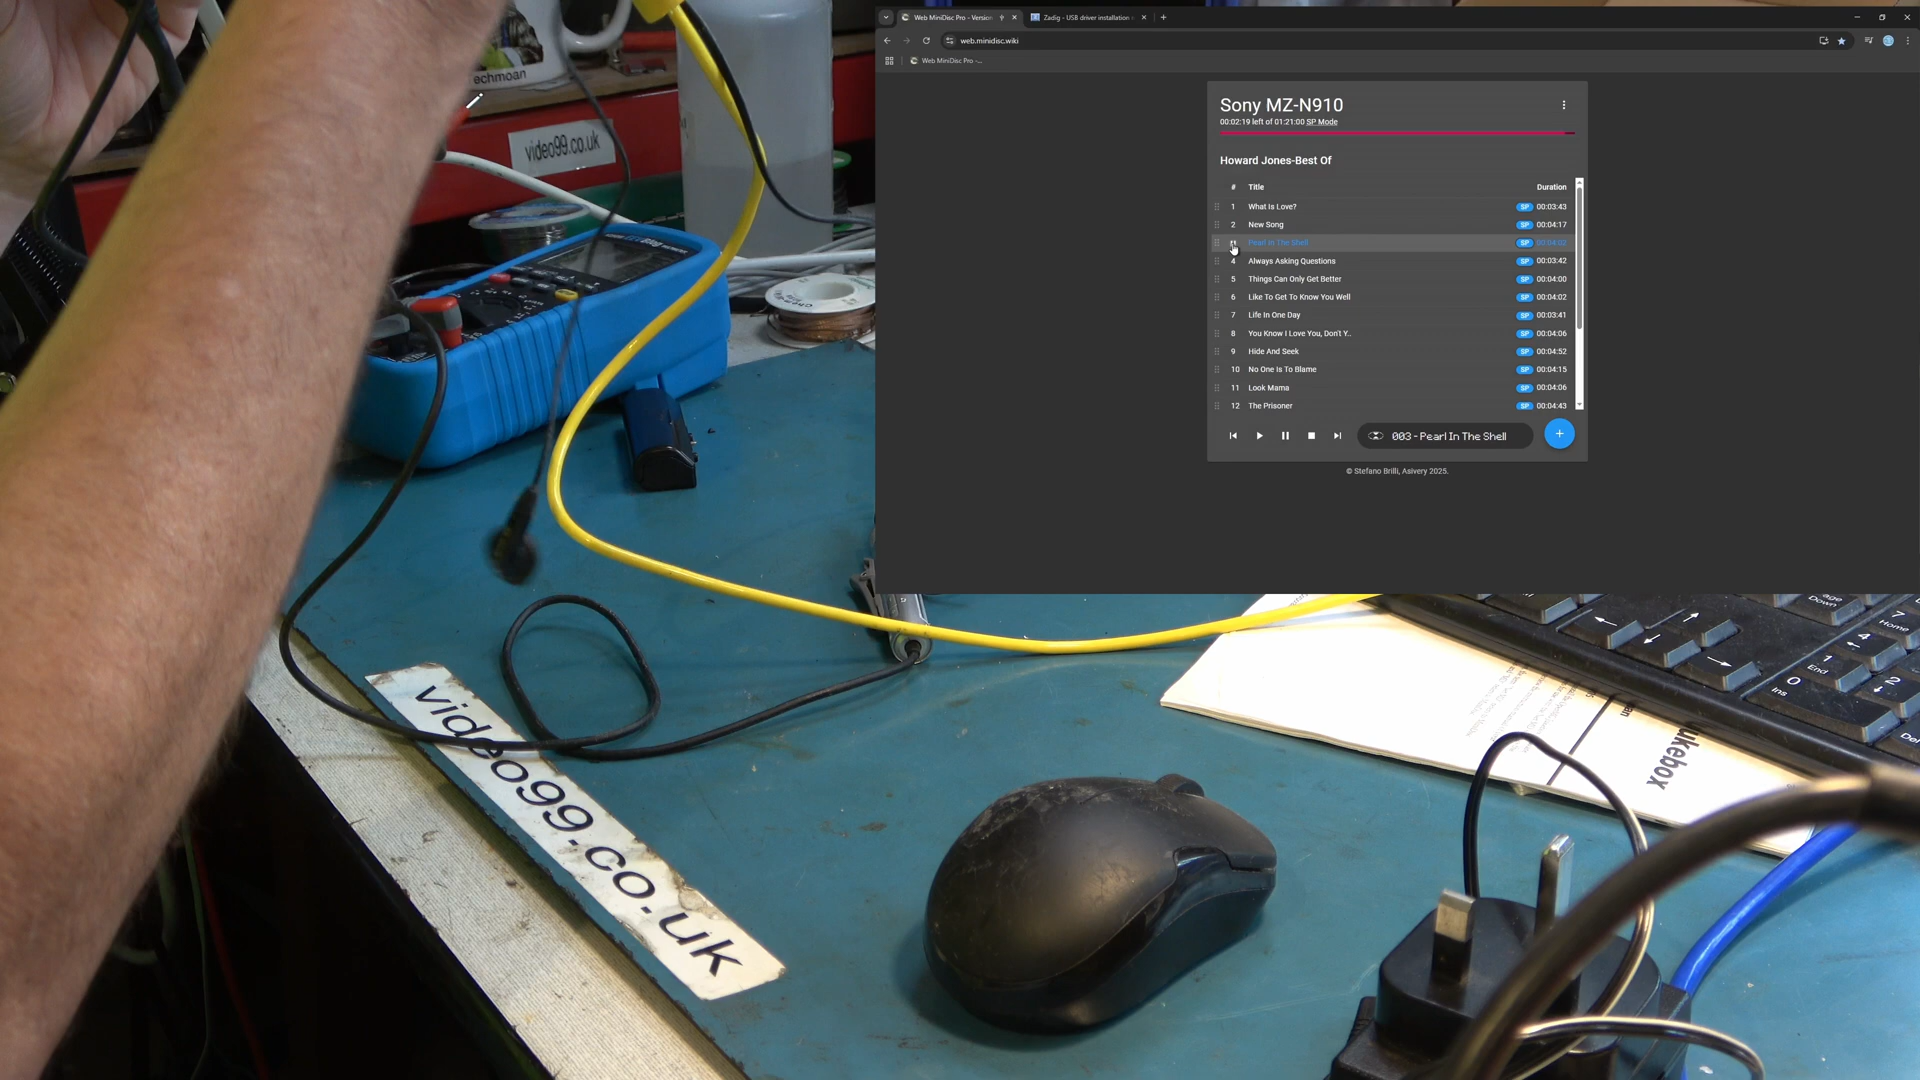 echmoan
video99.co.uk
video99.co.uk
Web MiniDisc Pro - Version
Zadig - USB driver installation
web.minidisc.wiki
Web MiniDisc Pro -...
Sony MZ-N910
00:02:19 left of 01:21:00 SP Mode
Howard Jones-Best Of
# Title Duration
1 What Is Love? SP 00:03:43
2 New Song SP 00:04:17
Pearl In The Shell SP 00:04:02
4 Always Asking Questions SP 00:03:42
5 Things Can Only Get Better SP 00:04:00
6 Like To Get To Know You Well SP 00:04:02
7 Life In One Day SP 00:03:41
8 You Know I Love You, Don't Y... SP 00:04:06
9 Hide And Seek SP 00:04:52
10 No One Is To Blame SP 00:04:15
11 Look Mama SP 00:04:06
12 The Prisoner SP 00:04:43
003 - Pearl In The Shell
© Stefano Brilli, Asivery 2025.
age
Down
7
Home
4
1
End
2
0
Ins
Del
ukebox